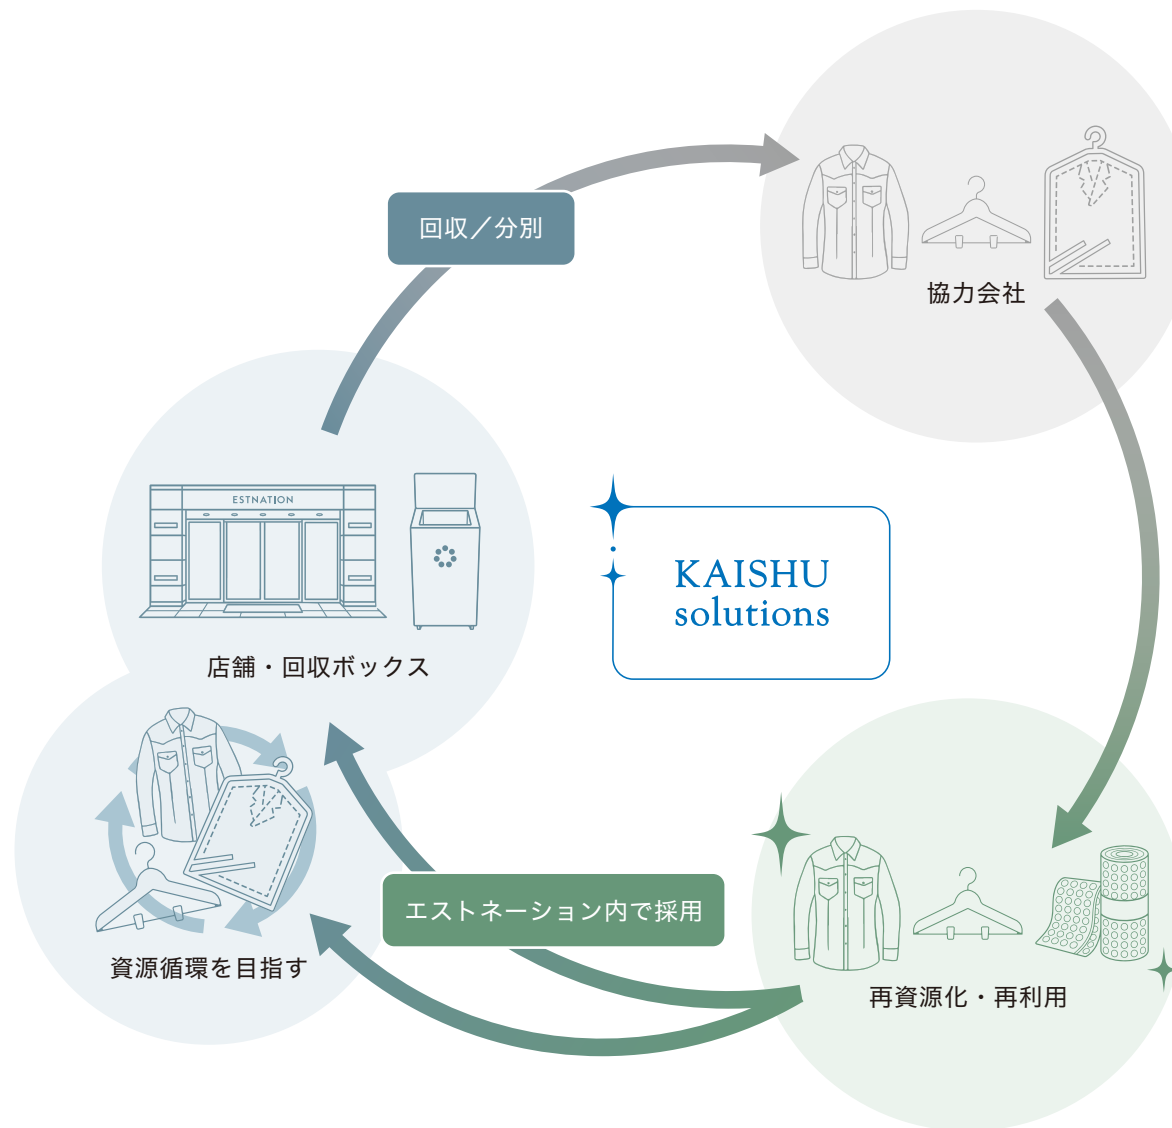 協力会社
回収／分別
ESTNATION
店舗・回収ボックス
KAISHU
solutions
エストネーション内で採用
資源循環を目指す
再資源化・再利用